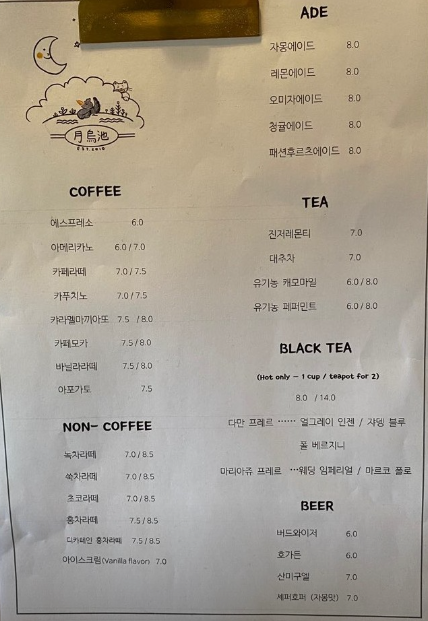 月烏池
COFFEE
에스프레소 6.0
아메리카노 6.0/7.0
카페라떼 7.0/7.5
카푸치노 7.0/7.5
카라멜마끼아또 7.5 /8.0
카페모카 7.5/8.0
바닐라라떼 7.5/8.0
아포가토 7.5
NON- COFFEE
녹차라떼 7.0/8.5
쑥차라떼 7.0/8.5
초코라떼 7.0/8.5
홍차라떼 7.5/8.5
디카페인 홍차라떼 7.5/8.5
아이스크림(Vanilla flavor) 7.0
ADE
자몽에이드 8.0
레몬에이드 8.0
오미자에이드 8.0
청귤에이드 8.0
패션후르츠에이드 8.0
TEA
진저레몬티 7.0
대추차 7.0
유기농 캐모마일 6.0/8.0
유기농 페퍼민트 6.0/8.0
BLACK TEA
(Hot only - 1 cup / teapot for 2)
8.0 /14.0
다만 프레르 ······ 얼그레이 인젠 / 쟈뎅 블루
폴 베르지니
마리아쥬 프레르 ···웨딩 임페리얼 / 마르코 폴로
BEER
버드와이저 6.0
호가든 6.0
산미구엘 7.0
셰퍼호퍼 (자몽맛) 7.0